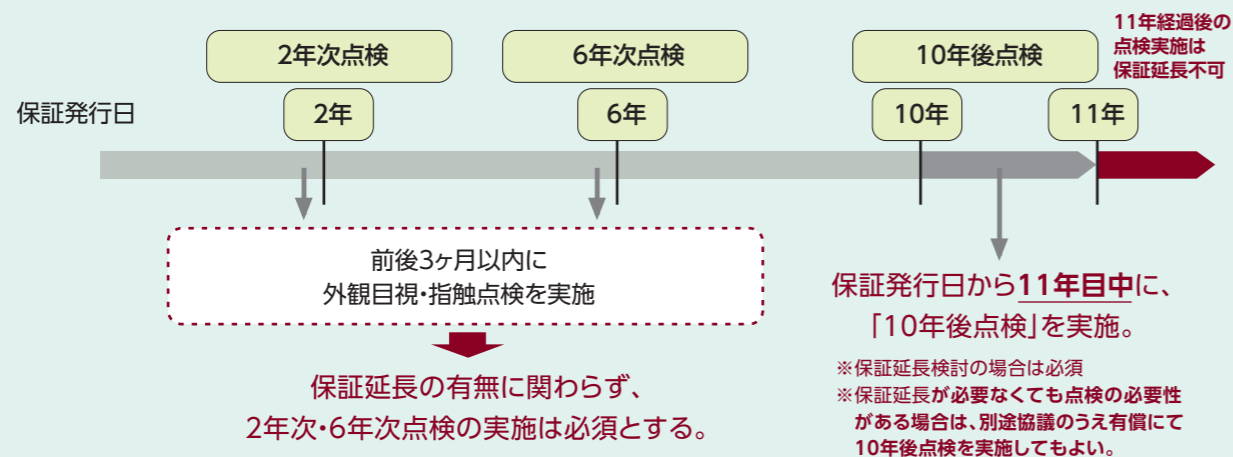 11年経過後の
点検実施は
保証延長不可
2年次点検
6年次点検
10年後点検
保証発行日
2年
6年
10年
11年
前後3ヶ月以内に
外観目視・指触点検を実施
保証延長の有無に関わらず、
2年次・6年次点検の実施は必須とする。
保証発行日から11年目中に、
「10年後点検」を実施。
※保証延長検討の場合は必須
※保証延長が必要なくても点検の必要性
がある場合は、別途協議のうえ有償にて
10年後点検を実施してもよい。